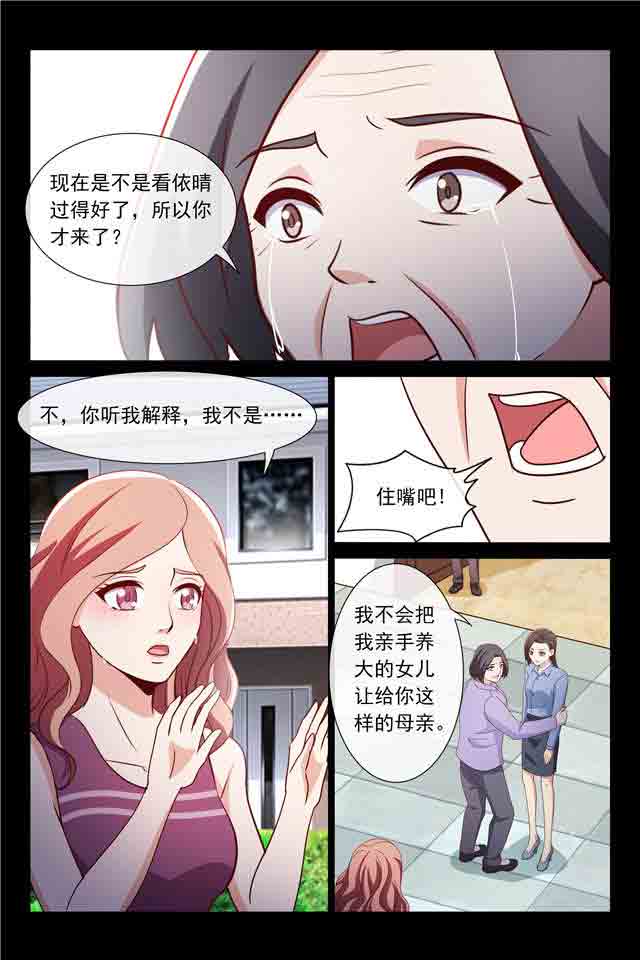 现在是不是看依晴
过得好了，所以你
才来了？
不，你听我解释，我不是……
住嘴吧!
我不会把
我亲手养
大的女儿
让给你这
样的母亲。